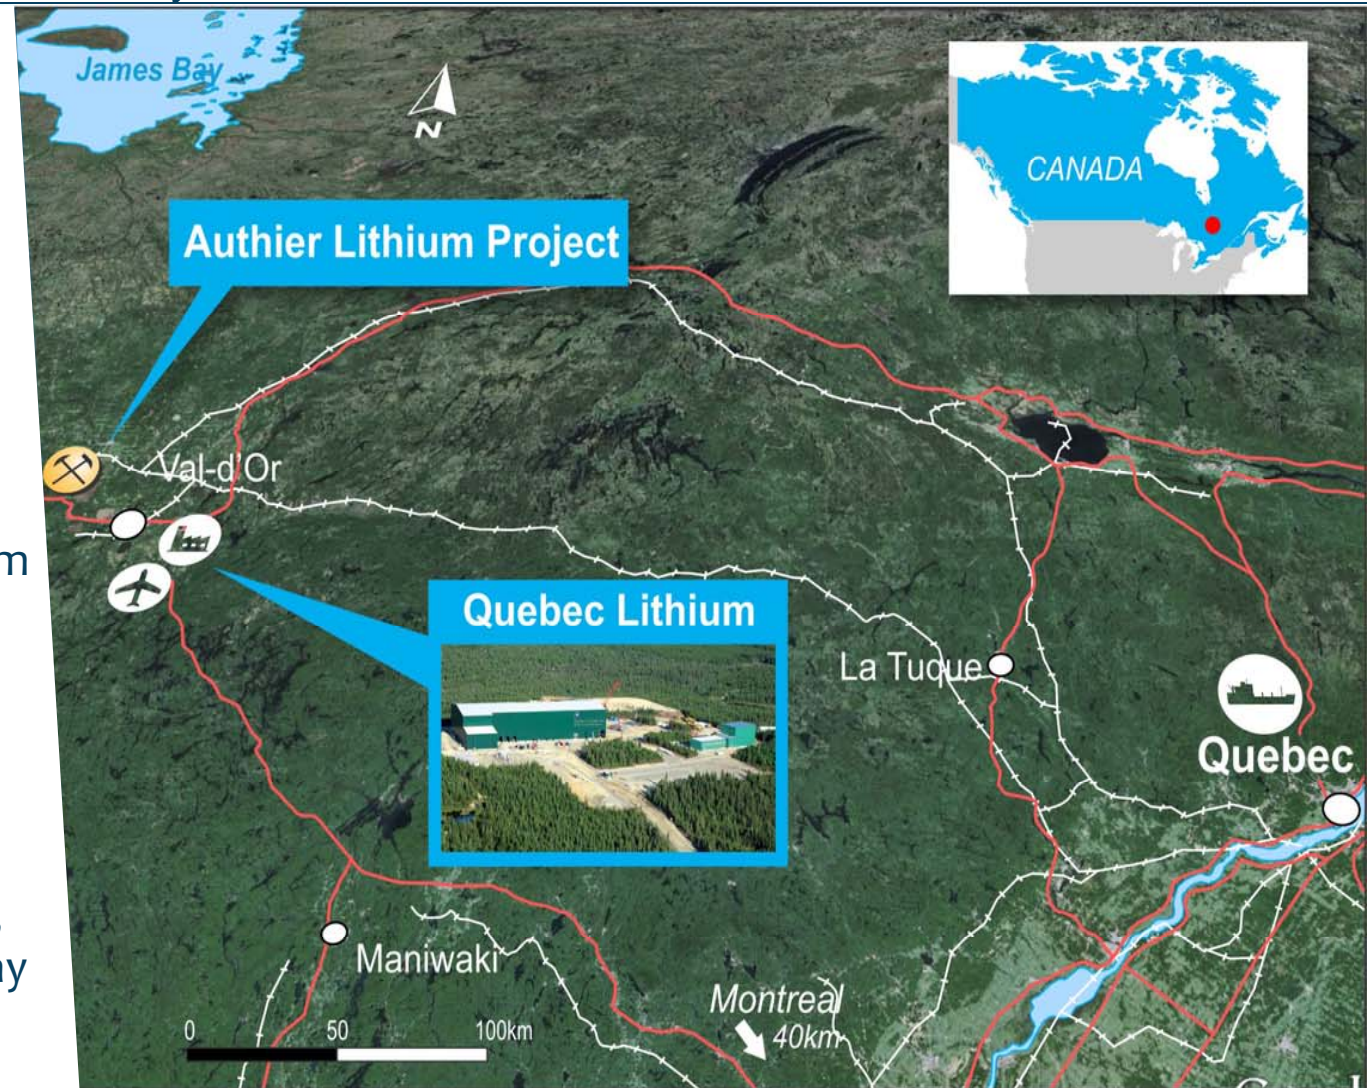 James Bay
N
CANADA
Authier Lithium Project
Val-d'Or
m
Quebec Lithium
La Tuque
Quebec
ay
Maniwaki
Montreal
40km
0 50 100km